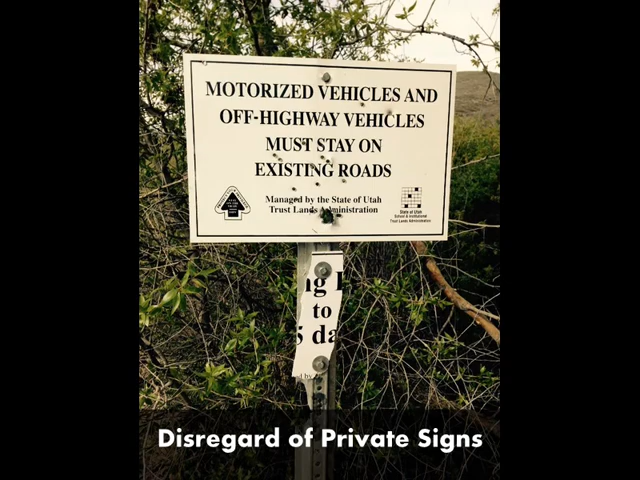 MOTORIZED VEHICLES AND
OFF-HIGHWAY VEHICLES
MUST STAY ON
EXISTING ROADS
Managed by the State of Utah
Trust Lands Administration
State of Utah
School & Institutional
Trust Lands Administration
to
Disregard of Private Signs